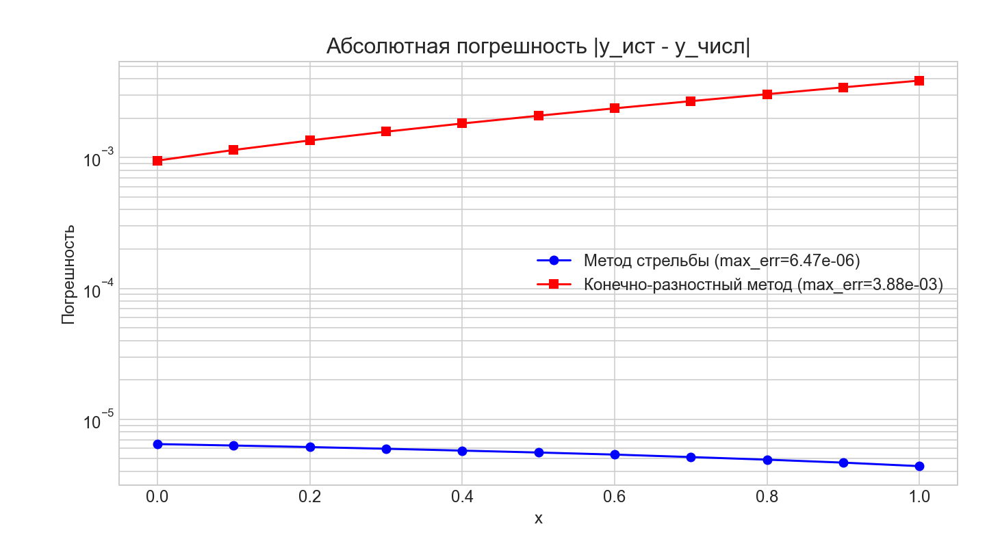 Абсолютная погрешность |y_ист - y_числ|
Погрешность
10⁻³
10⁻⁴
10⁻⁵
Метод стрельбы (max_err=6.47e-06)
Конечно-разностный метод (max_err=3.88e-03)
0.0 0.2 0.4 0.6 0.8 1.0
x